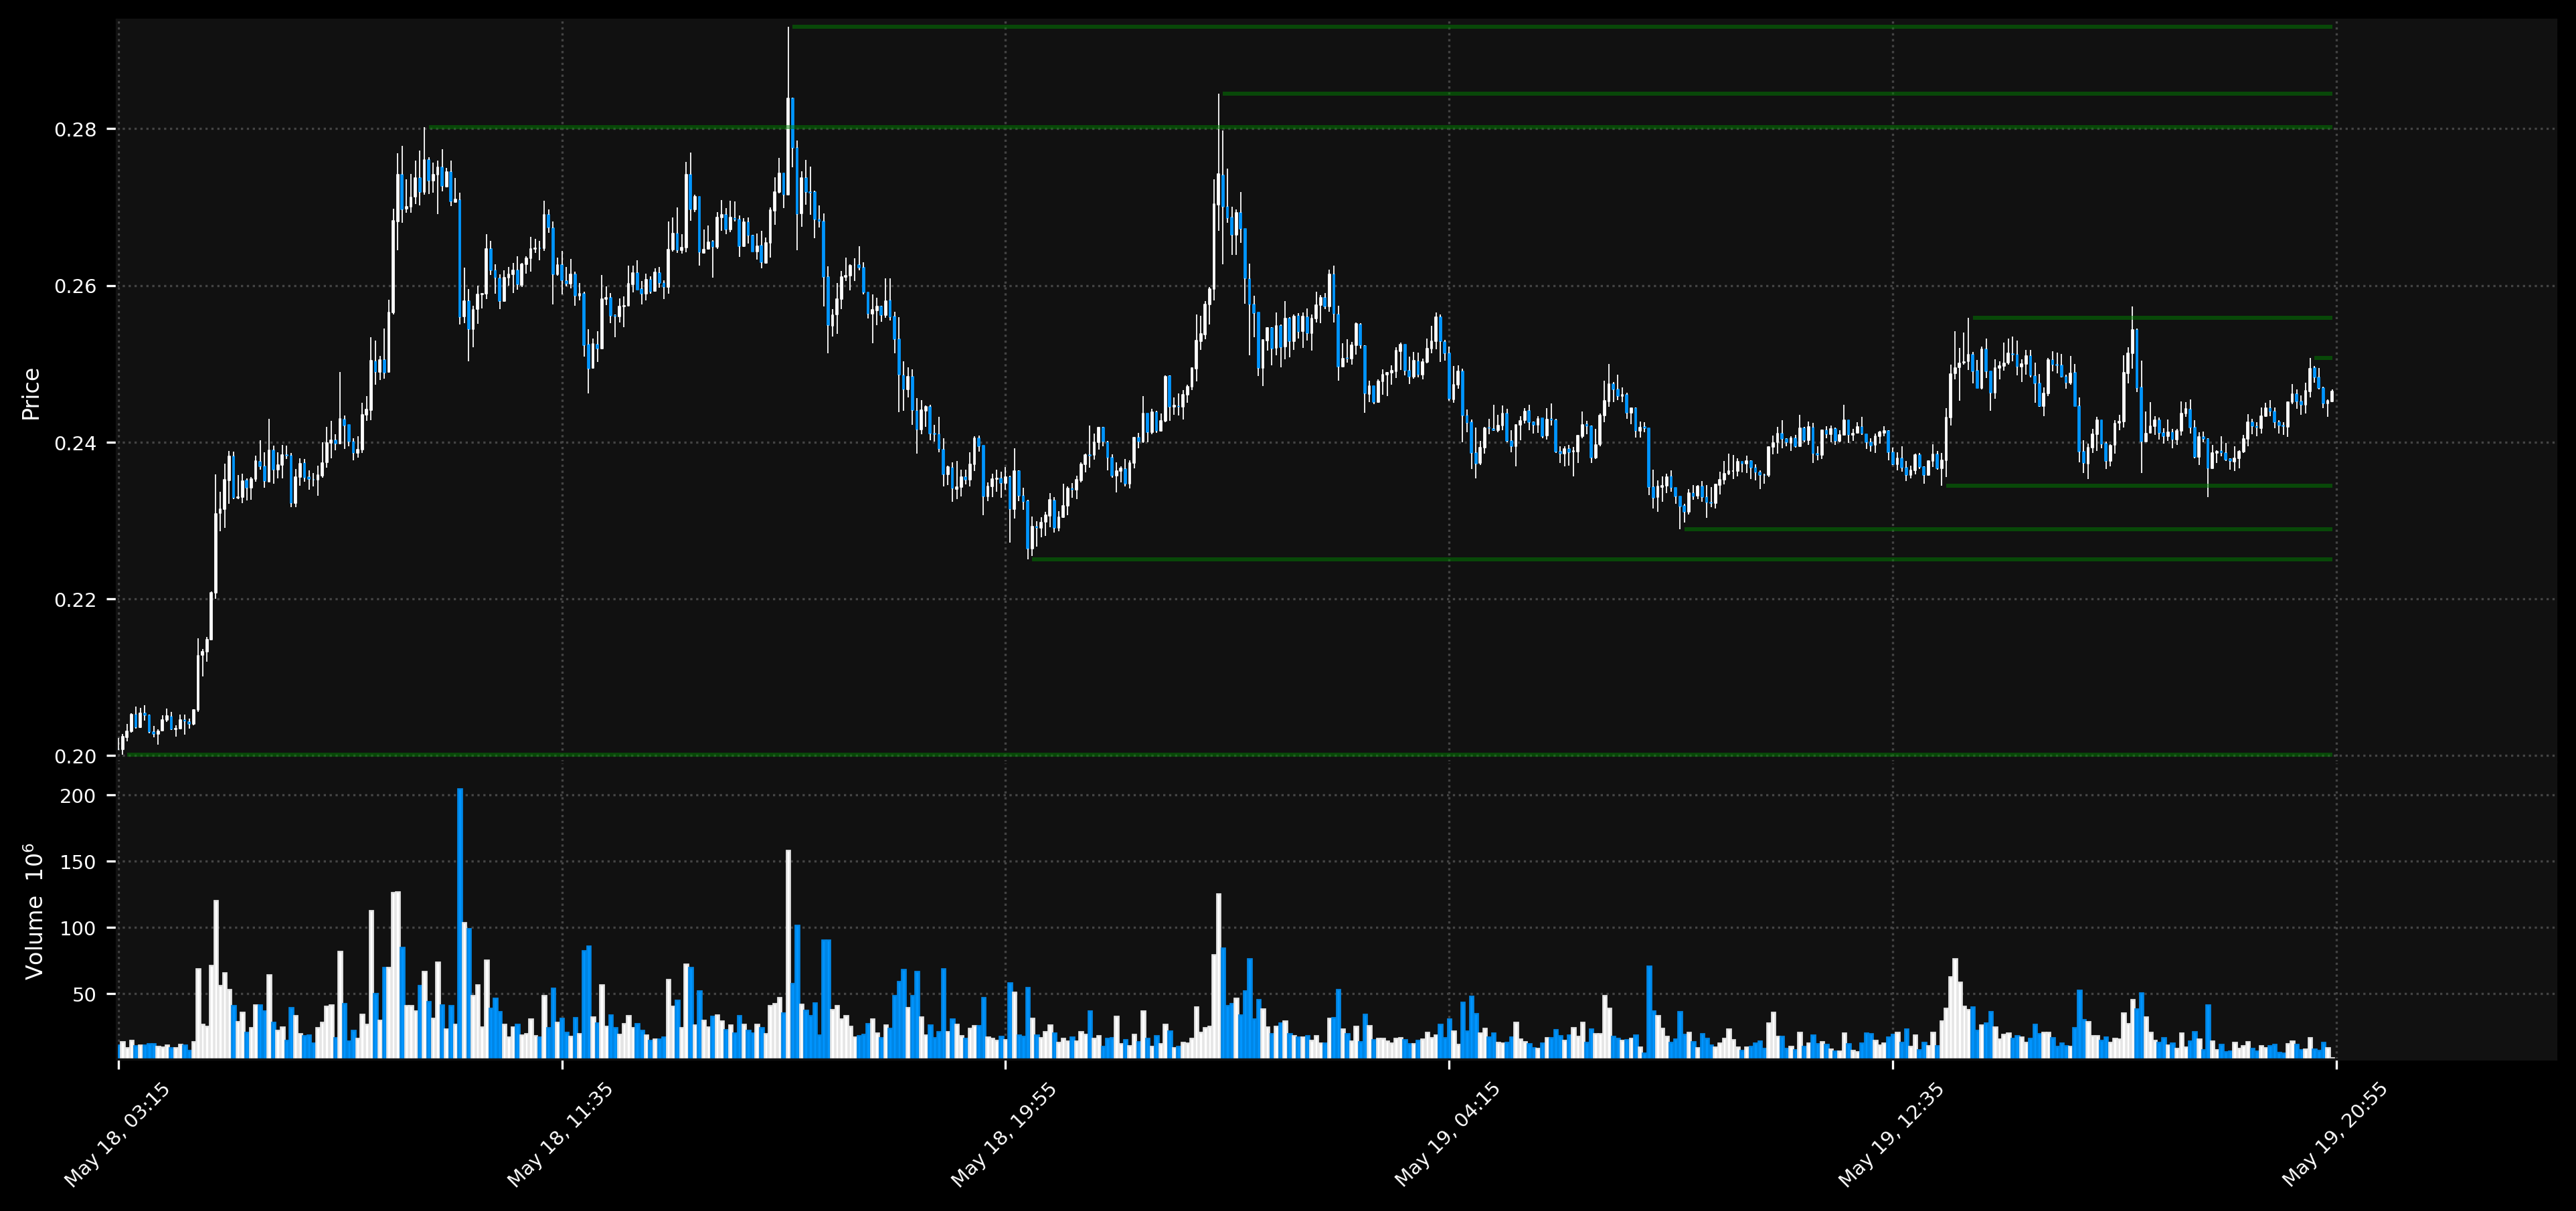 Price
0.28
0.26
0.24
0.22
0.20
Volume 10⁶
200
150
100
50
May 18, 03:15
May 18, 11:35
May 18, 19:55
May 19, 04:15
May 19, 12:35
May 19, 20:55